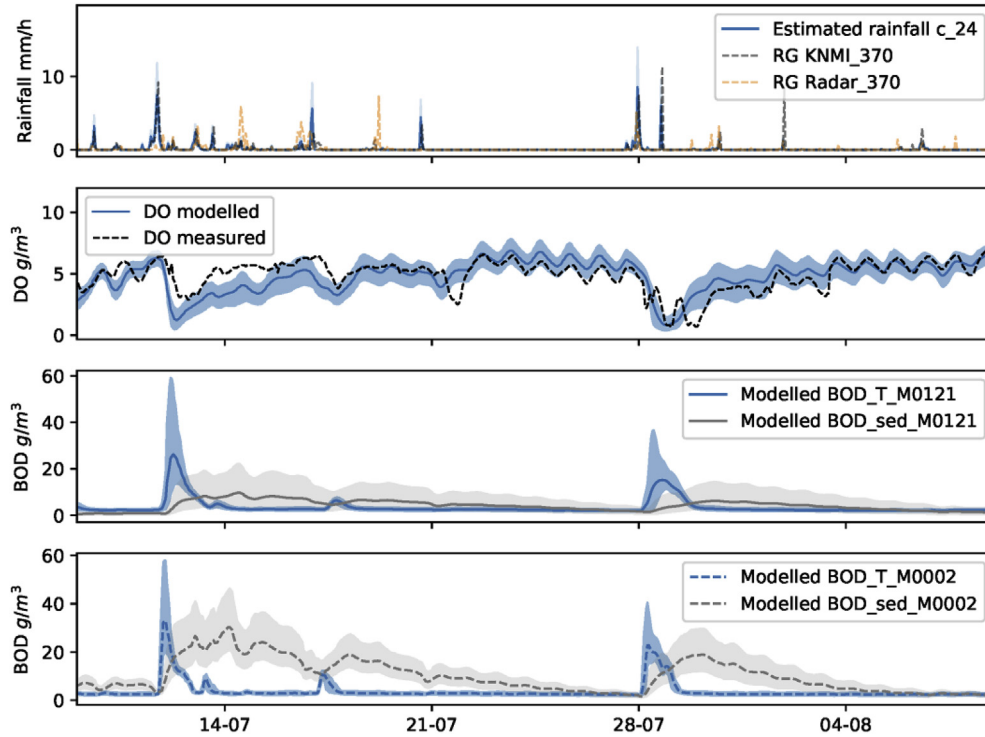 Rainfall mm/h
10
0
Estimated rainfall c_24
RG KNMI_370
RG Radar_370
DO g/m³
10
5
0
DO modelled
DO measured
BOD g/m³
60
40
20
0
Modelled BOD_T_M0121
Modelled BOD_sed_M0121
BOD g/m³
60
40
20
0
Modelled BOD_T_M0002
Modelled BOD_sed_M0002
14-07 21-07 28-07 04-08